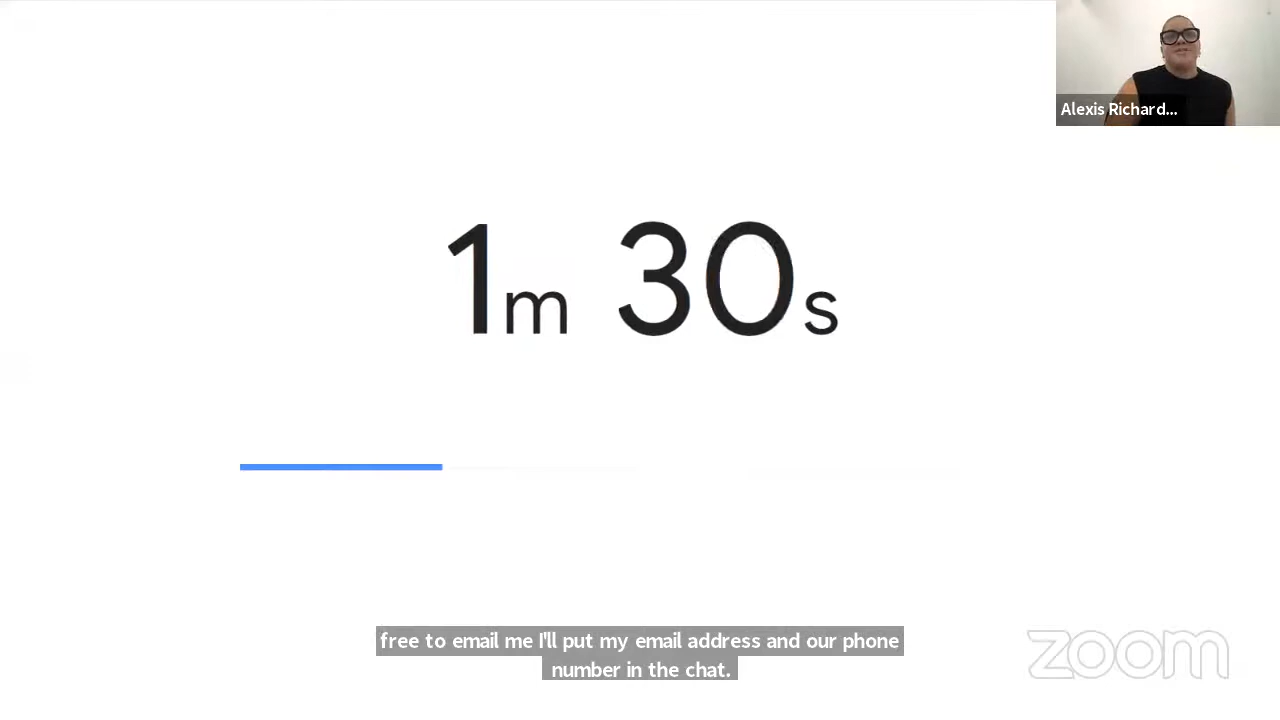 Alexis Richard...
1m 30s
free to email me I'll put my email address and our phone
number in the chat.
zoom